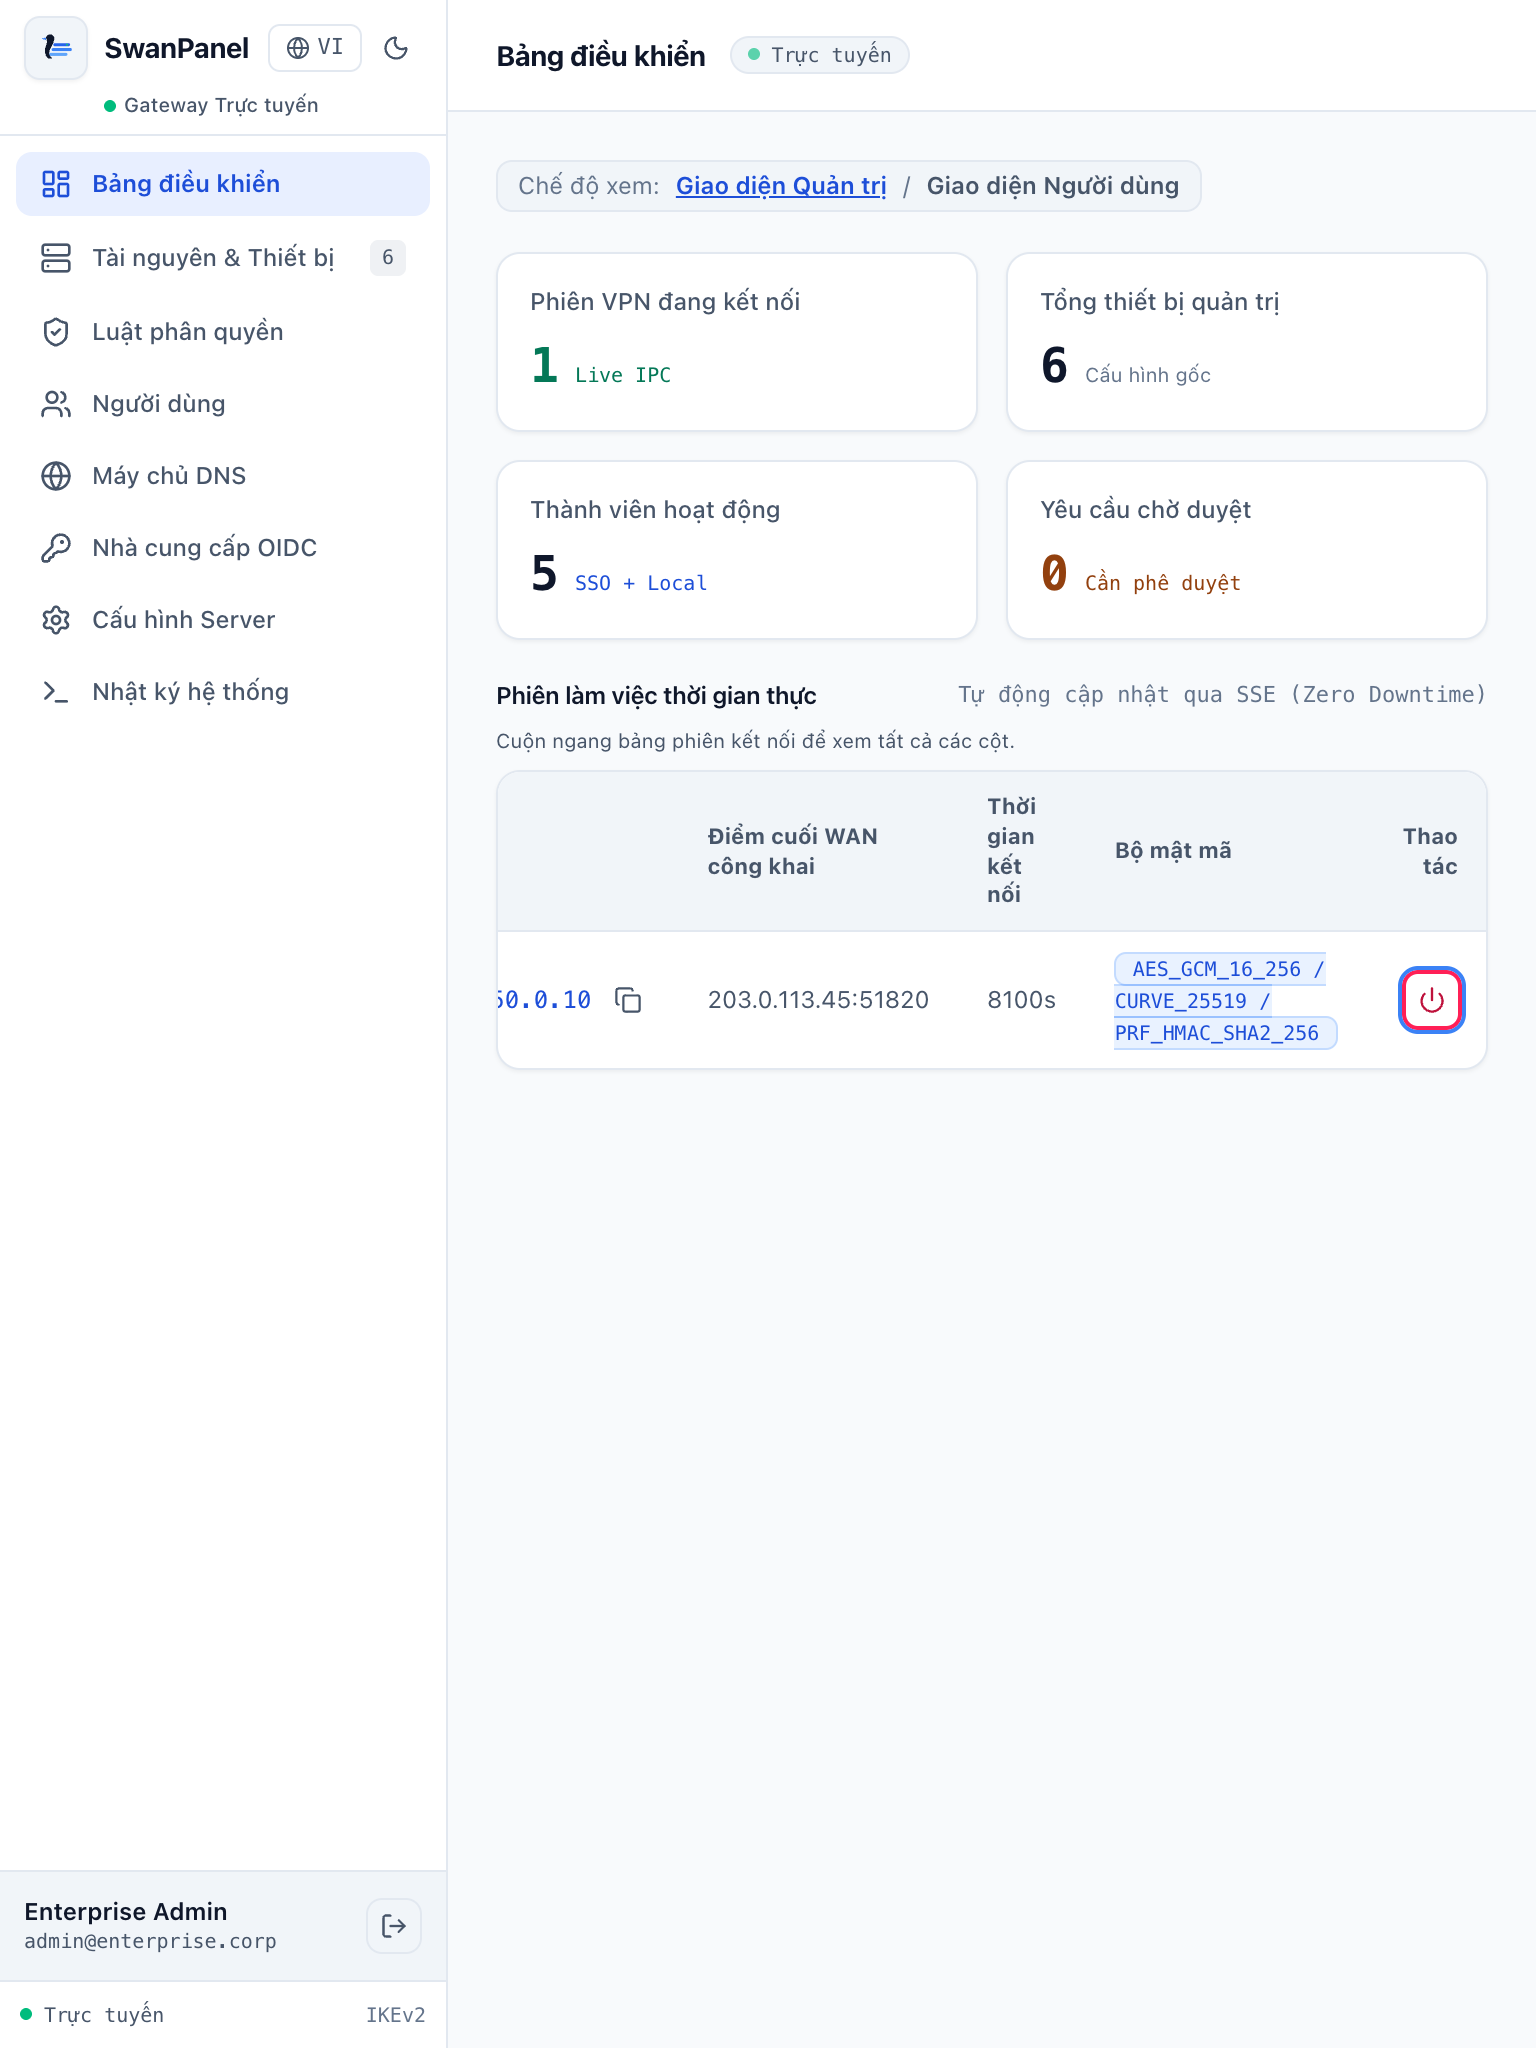 SwanPanel
VI
Gateway Trực tuyến
Bảng điều khiển
Tài nguyên & Thiết bị
6
Luật phân quyền
Người dùng
Máy chủ DNS
Nhà cung cấp OIDC
Cấu hình Server
Nhật ký hệ thống
Enterprise Admin
admin@enterprise.corp
Trực tuyến
IKEv2
Bảng điều khiển
Trực tuyến
Chế độ xem: Giao diện Quản trị / Giao diện Người dùng
Phiên VPN đang kết nối
1 Live IPC
Tổng thiết bị quản trị
6 Cấu hình gốc
Thành viên hoạt động
5 SSO + Local
Yêu cầu chờ duyệt
0 Cần phê duyệt
Phiên làm việc thời gian thực
Tự động cập nhật qua SSE (Zero Downtime)
Cuộn ngang bảng phiên kết nối để xem tất cả các cột.
Điểm cuối WAN
công khai
Thời
gian
kết
nối
Bộ mật mã
Thao
tác
50.0.10
203.0.113.45:51820
8100s
AES_GCM_16_256 /
CURVE_25519 /
PRF_HMAC_SHA2_256